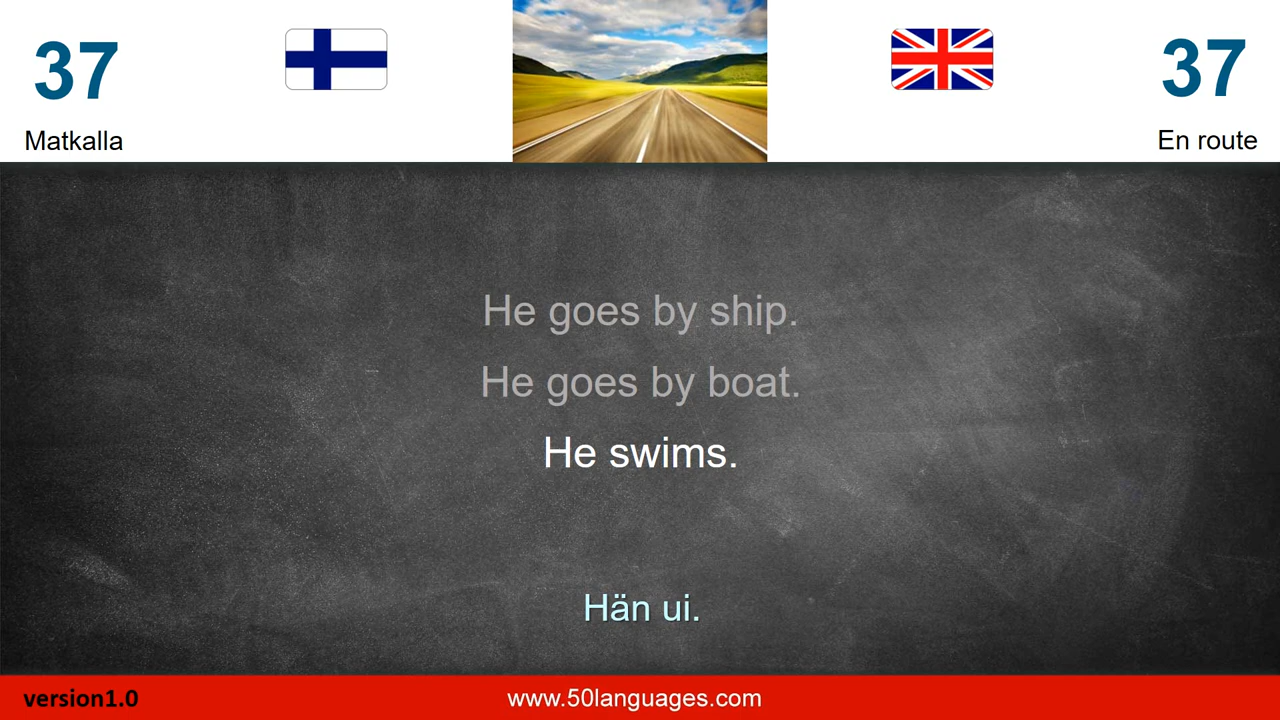 37
37
Matkalla
En route
He goes by ship.
He goes by boat.
He swims.
Hän ui.
version1.0
www.50languages.com